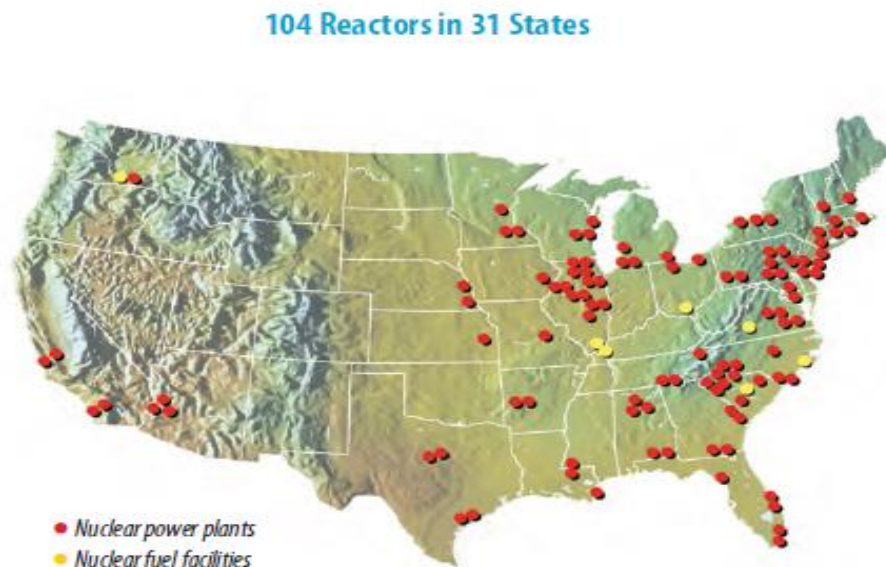 104 Reactors in 31 States
Nuclear power plants
Nuclear fuel facilities